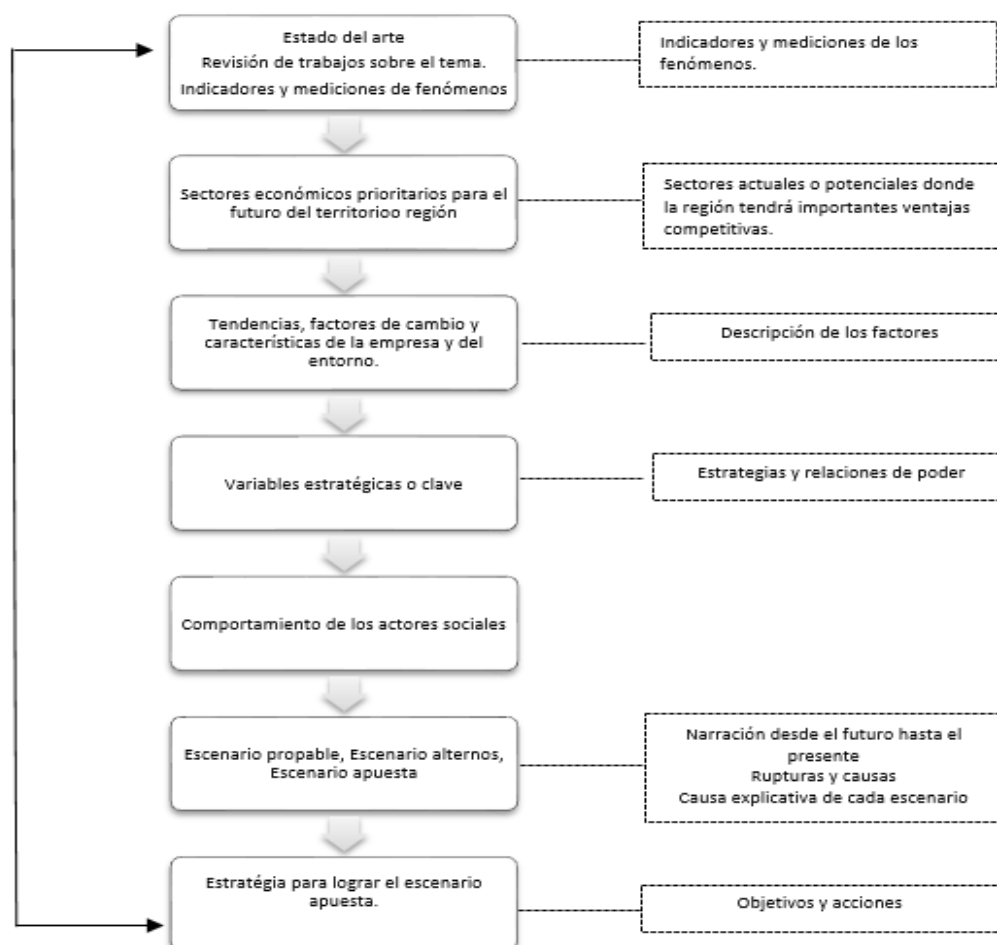 Estado del arte
Revisión de trabajos sobre el tema.
Indicadores y mediciones de fenómenos
Indicadores y mediciones de los
fenómenos.
Sectores económicos prioritarios para el
futuro del territorioo región
Sectores actuales o potenciales donde
la región tendrá importantes ventajas
competitivas.
Tendencias, factores de cambio y
características de la empresa y del
entorno.
Descripción de los factores
Variables estratégicas o clave
Estrategias y relaciones de poder
Comportamiento de los actores sociales
Escenario propable, Escenario alternos,
Escenario apuesta
Narración desde el futuro hasta el
presente
Rupturas y causas
Causa explicativa de cada escenario
Estratégia para lograr el escenario
apuesta.
Objetivos y acciones